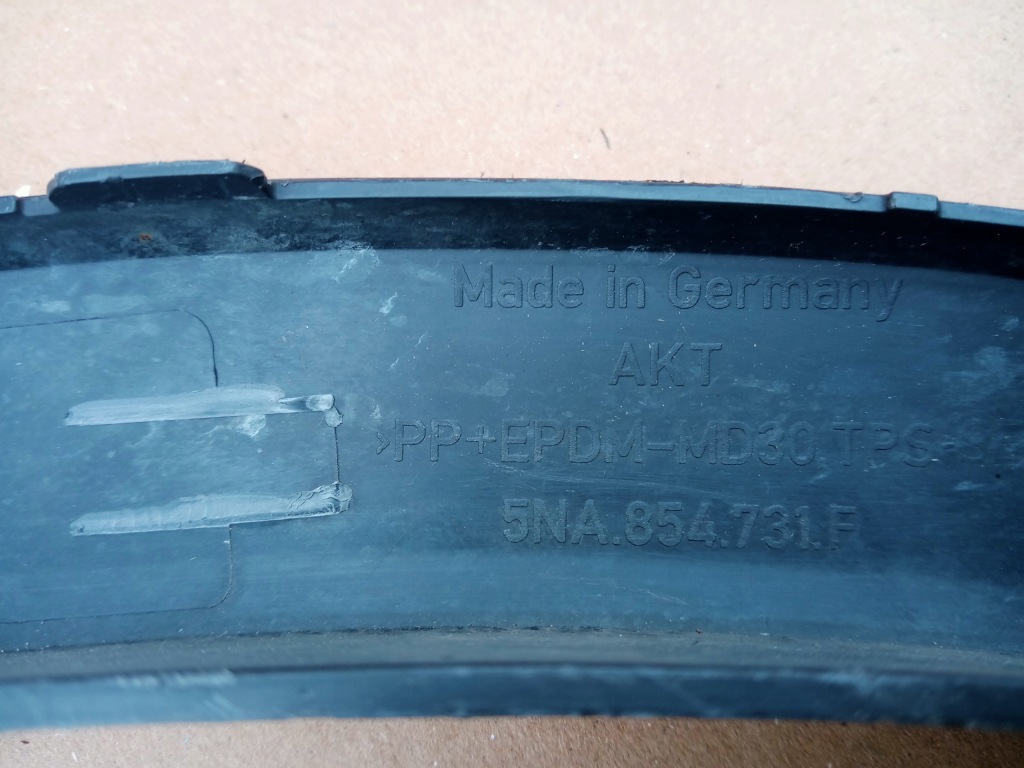 Made in Germany
AKT
>PP+EPDM-MD30 TPS
5NA.854.731.F